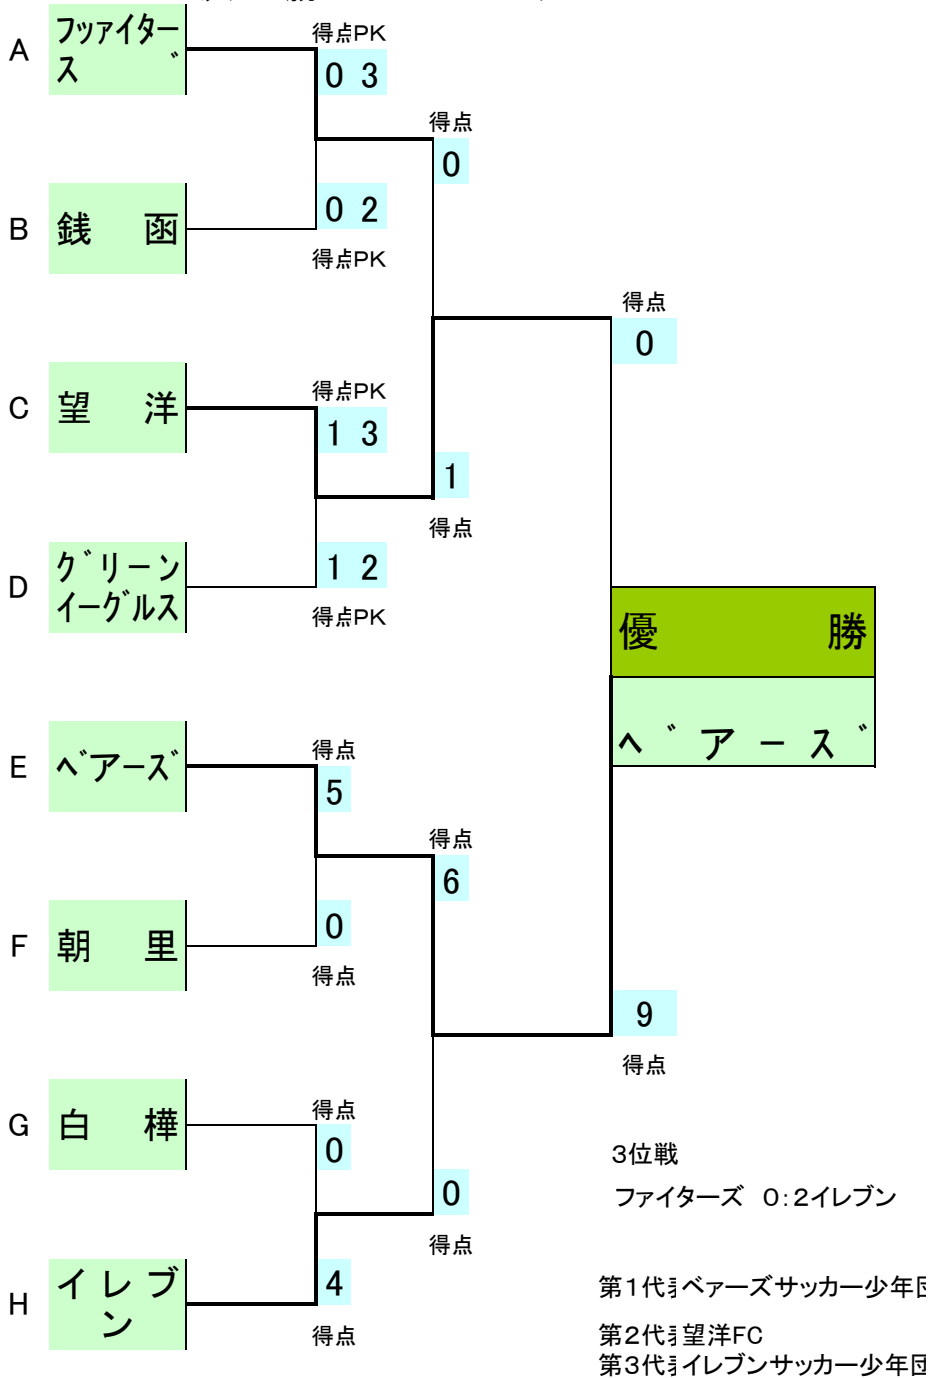 A
フッァイター
ズ
得点PK
0 3
得点
0
B
銭 函
0 2
得点PK
得点
0
C
望 洋
得点PK
1 3
1
得点
D
グリーン
イーグルス
1 2
得点PK
優 勝
ベアーズ
E
ベアーズ
得点
5
得点
6
F
朝 里
0
得点
9
得点
G
白 樺
得点
0
3位戦
0
ファイターズ 0:2イレブン
得点
H
イレブ
ン
4
得点
第1代表ベァーズサッカー少年団
第2代表望洋FC
第3代表イレブンサッカー少年団